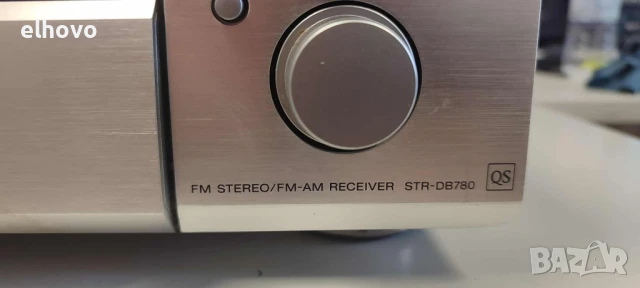 elhovo
FM STEREO/FM-AM RECEIVER STR-DB780 QS
BAZAR